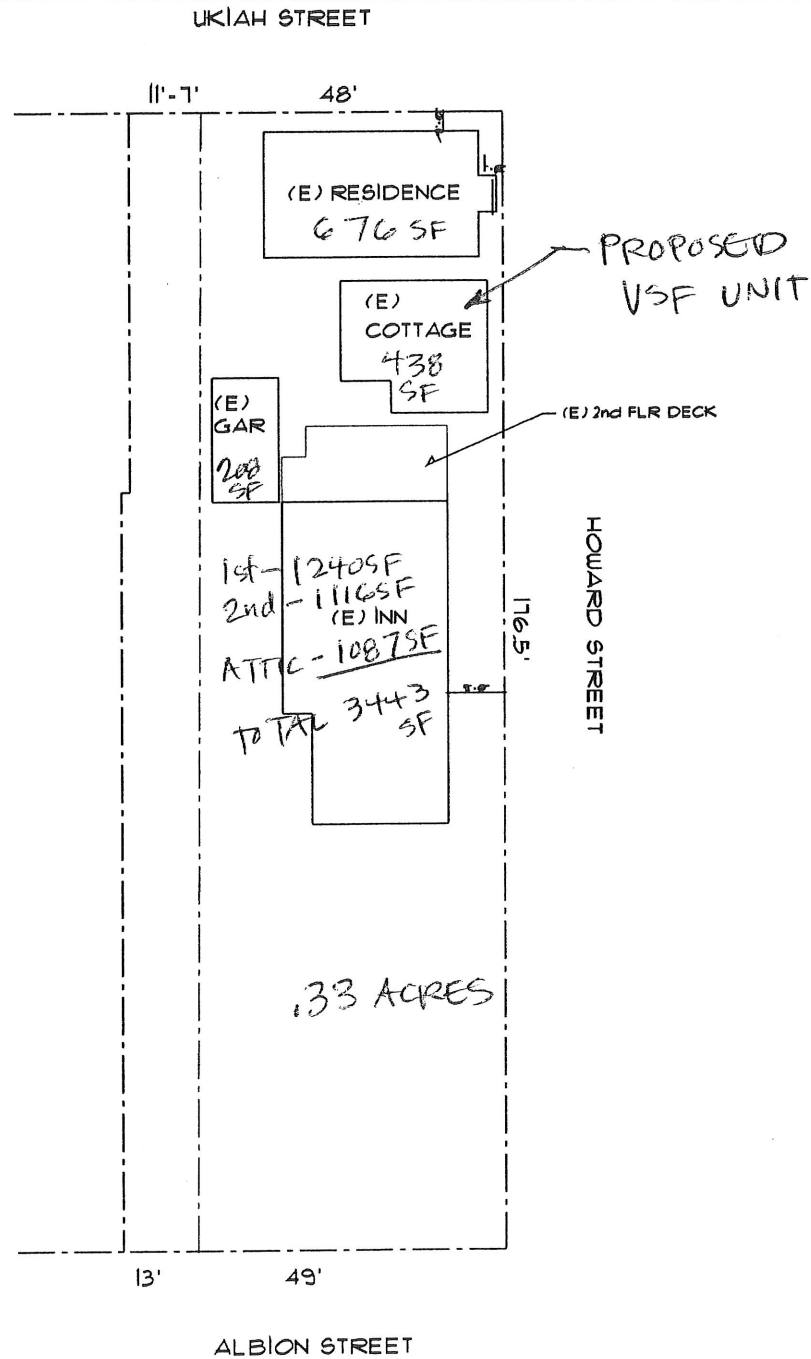 UKIAH STREET
11'-7'
48'
(E) RESIDENCE
676 SF
PROPOSED
VSF UNIT
(E)
COTTAGE
438
SF
(E)
GAR
208
SF
(E) 2nd FLR DECK
1st - 1240SF
2nd - 1116SF
(E) INN
ATTIC - 1087SF
TOTAL 3443
SF
176.5'
HOWARD STREET
.33 ACRES
13'
49'
ALBION STREET